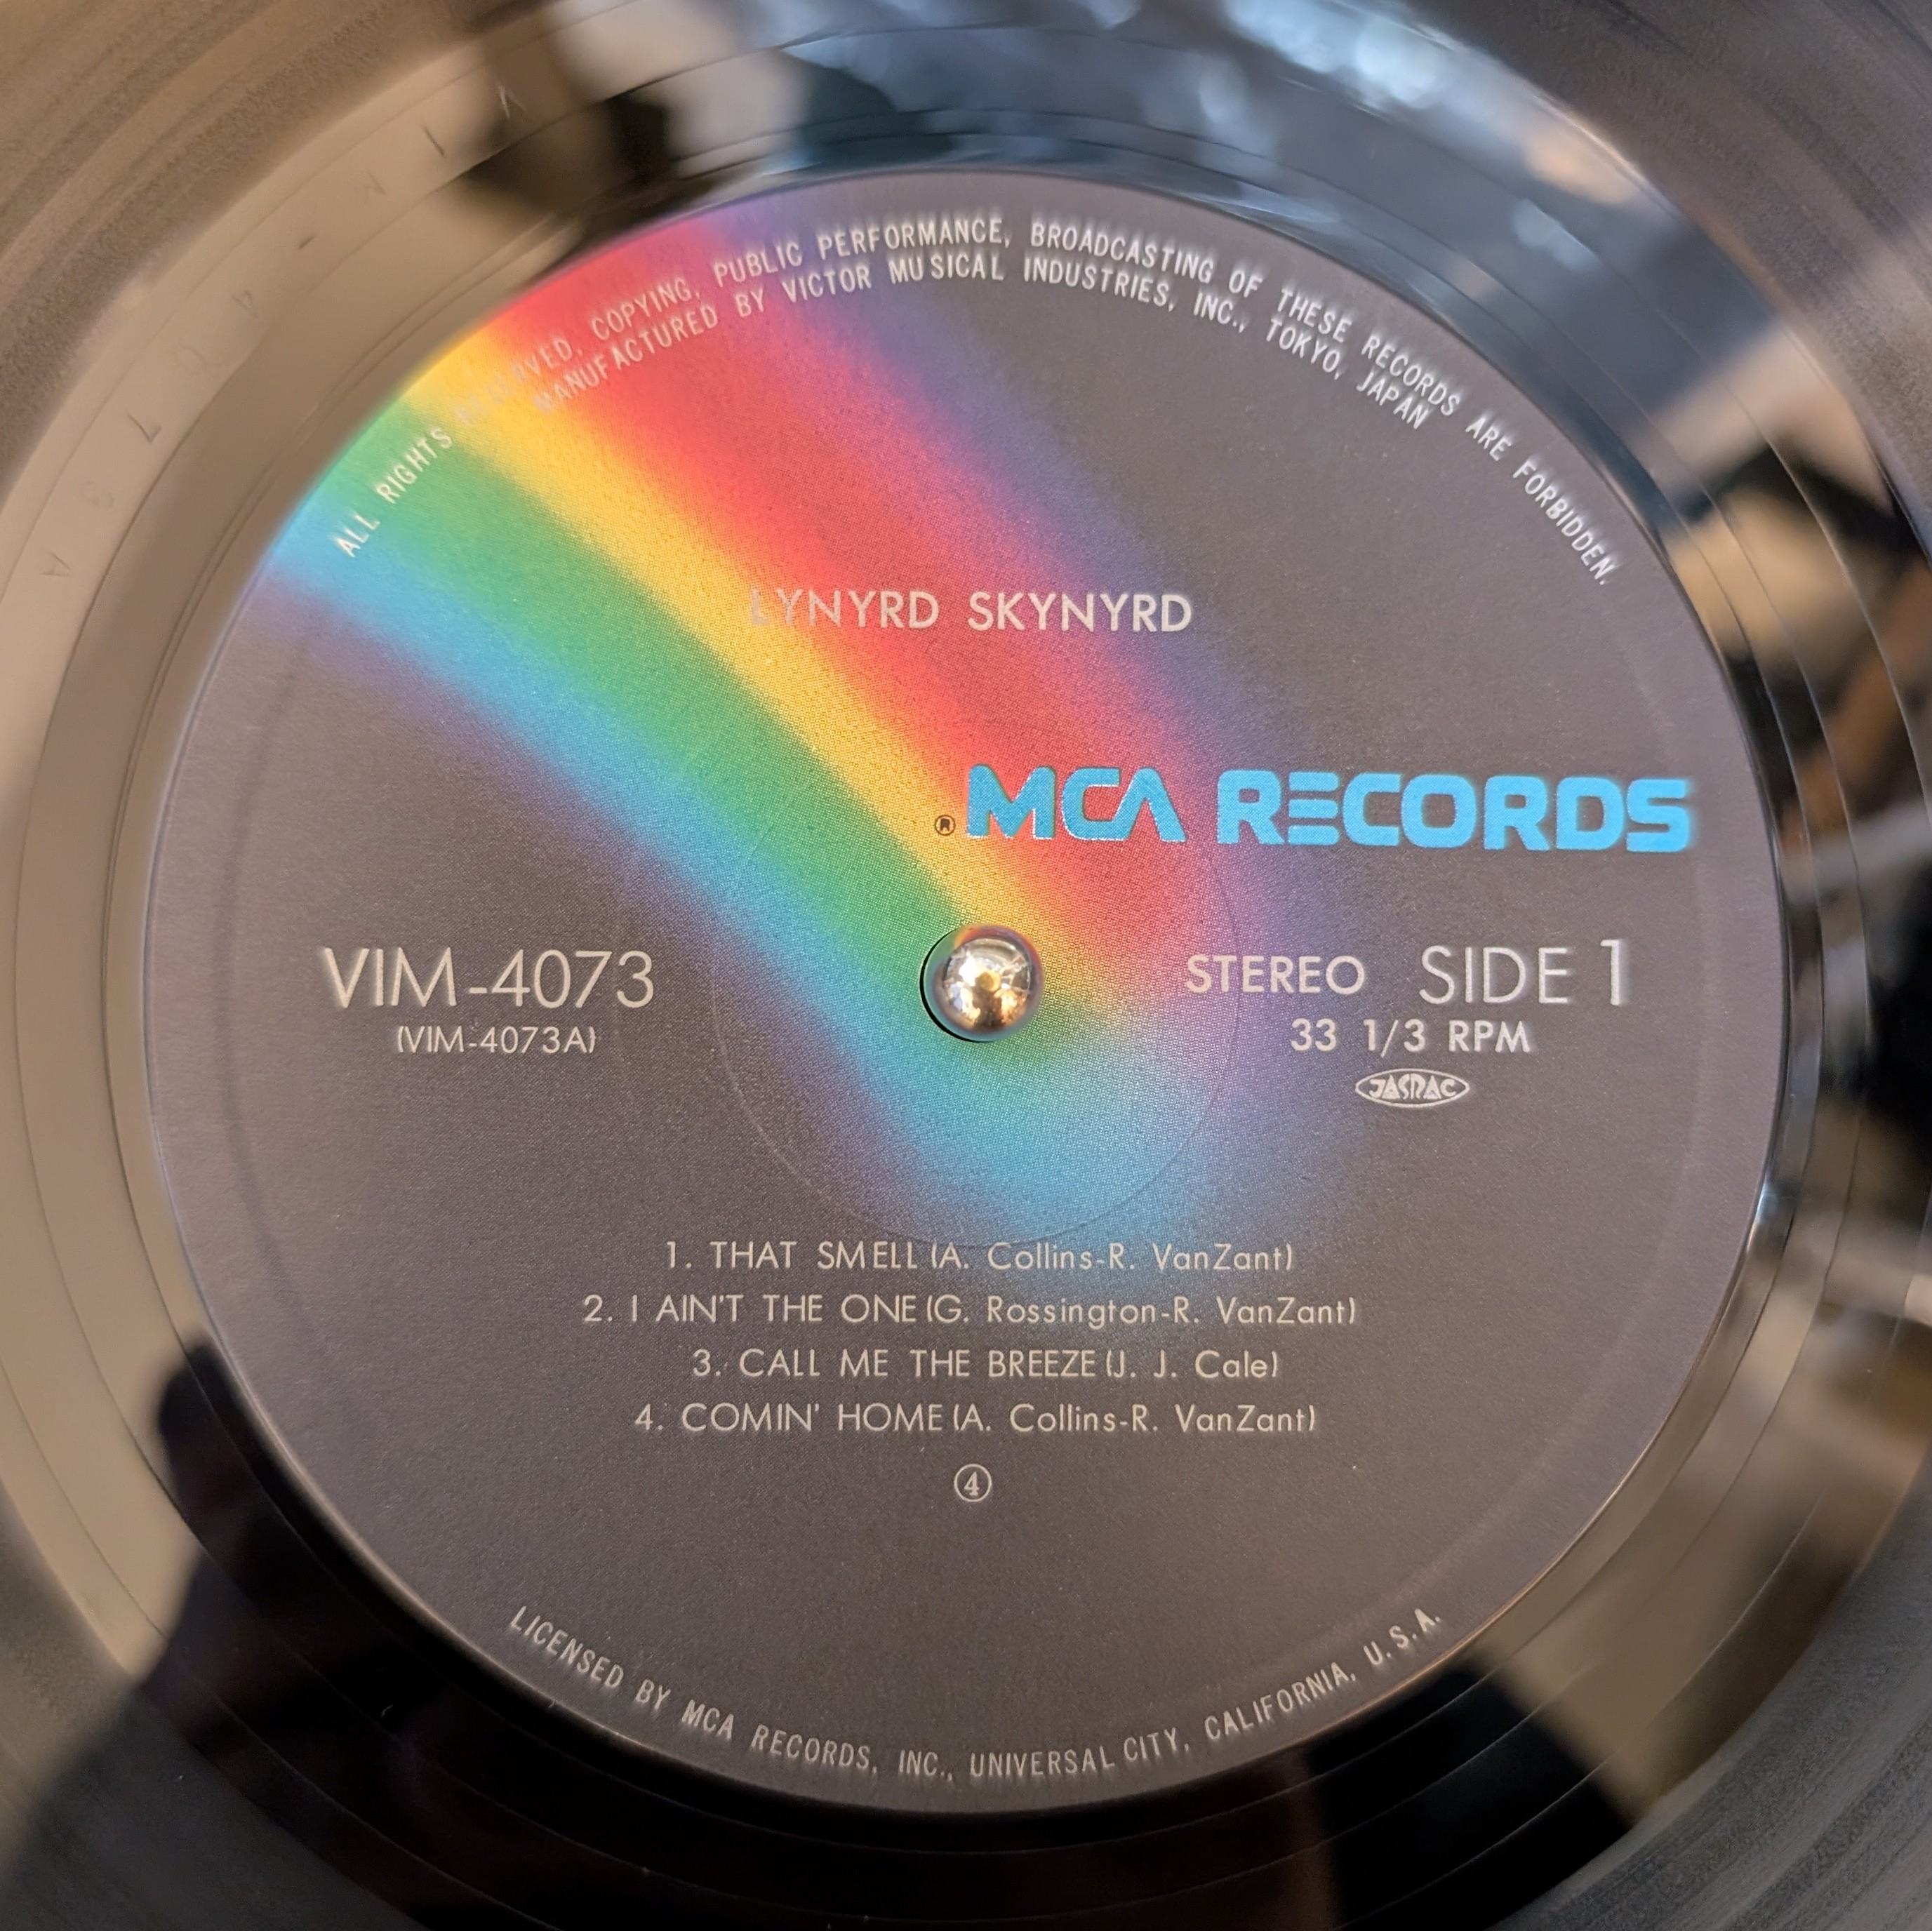 ALL RIGHTS RESERVED. COPYING, PUBLIC PERFORMANCE, BROADCASTING OF THESE RECORDS ARE FORBIDDEN.
MANUFACTURED BY VICTOR MUSICAL INDUSTRIES, INC., TOKYO, JAPAN
LYNYRD SKYNYRD
® MCA RECORDS
VIM-4073
(VIM-4073A)
STEREO SIDE 1
33 1/3 RPM
JASRAC
1. THAT SMELL (A. Collins-R. VanZant)
2. I AIN'T THE ONE (G. Rossington-R. VanZant)
3. CALL ME THE BREEZE (J. J. Cale)
4. COMIN' HOME (A. Collins-R. VanZant)
④
LICENSED BY MCA RECORDS, INC., UNIVERSAL CITY, CALIFORNIA, U.S.A.
VIM-4073A